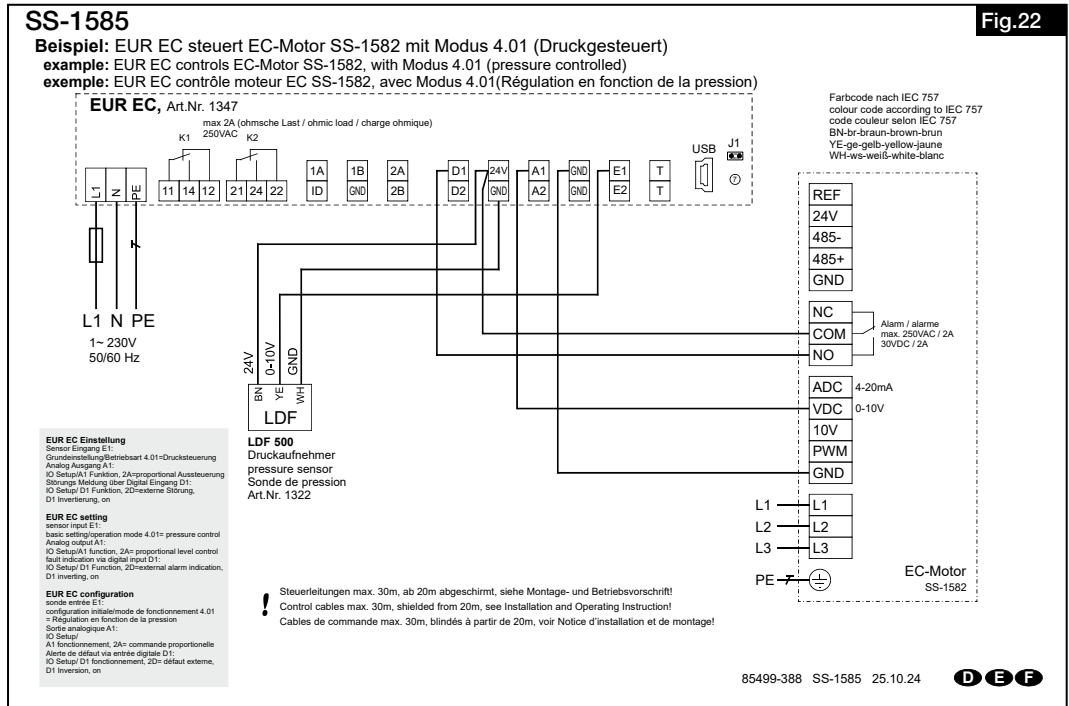 SS-1585
Fig.22
Beispiel: EUR EC steuert EC-Motor SS-1582 mit Modus 4.01 (Druckgesteuert)
example: EUR EC controls EC-Motor SS-1582, with Modus 4.01 (pressure controlled)
exemple: EUR EC contrôle moteur EC SS-1582, avec Modus 4.01(Régulation en fonction de la pression)
EUR EC, Art.Nr. 1347
max 2A (ohmsche Last / ohmic load / charge ohmique)
250VAC
K1 K2
L1 N PE
11 14 12
21 24 22
1A 1B 2A D1 24V A1 GND E1 T
ID GND 2B D2 GND A2 GND E2 T
USB J1
7
Farbcode nach IEC 757
colour code according to IEC 757
code couleur selon IEC 757
BN-br-braun-brown-brun
YE-ge-gelb-yellow-jaune
WH-ws-weiß-white-blanc
L1 N PE
1~ 230V
50/60 Hz
24V
0-10V
GND
BN YE WH
LDF
LDF 500
Druckaufnehmer
pressure sensor
Sonde de pression
Art.Nr. 1322
REF
24V
485-
485+
GND
NC
COM
NO
Alarm / alarme
max. 250VAC / 2A
30VDC / 2A
ADC 4-20mA
VDC 0-10V
10V
PWM
GND
L1 L1
L2 L2
L3 L3
PE
EC-Motor
SS-1582
EUR EC Einstellung
Sensor Eingang E1:
Grundeinstellung/Betriebsart 4.01=Drucksteuerung
Analog Ausgang A1:
IO Setup/A1 Funktion, 2A=proportional Aussteuerung
Störungs Meldung über Digital Eingang D1:
IO Setup/ D1 Funktion, 2D=externe Störung,
D1 Invertierung, on
EUR EC setting
sensor input E1:
basic setting/operation mode 4.01= pressure control
Analog output A1:
IO Setup/A1 function, 2A= proportional level control
fault indication via digital input D1:
IO Setup/ D1 Function, 2D=external alarm indication,
D1 inverting, on
EUR EC configuration
sonde entrée E1:
configuration initiale/mode de fonctionnement 4.01
= Régulation en fonction de la pression
Sortie analogique A1:
IO Setup/
A1 fonctionnement, 2A= commande proportionelle
Alerte de défaut via entrée digitale D1:
IO Setup/ D1 fonctionnement, 2D= défaut externe,
D1 Inversion, on
! Steuerleitungen max. 30m, ab 20m abgeschirmt, siehe Montage- und Betriebsvorschrift!
Control cables max. 30m, shielded from 20m, see Installation and Operating Instruction!
Cables de commande max. 30m, blindés à partir de 20m, voir Notice d'installation et de montage!
85499-388 SS-1585 25.10.24 D E F